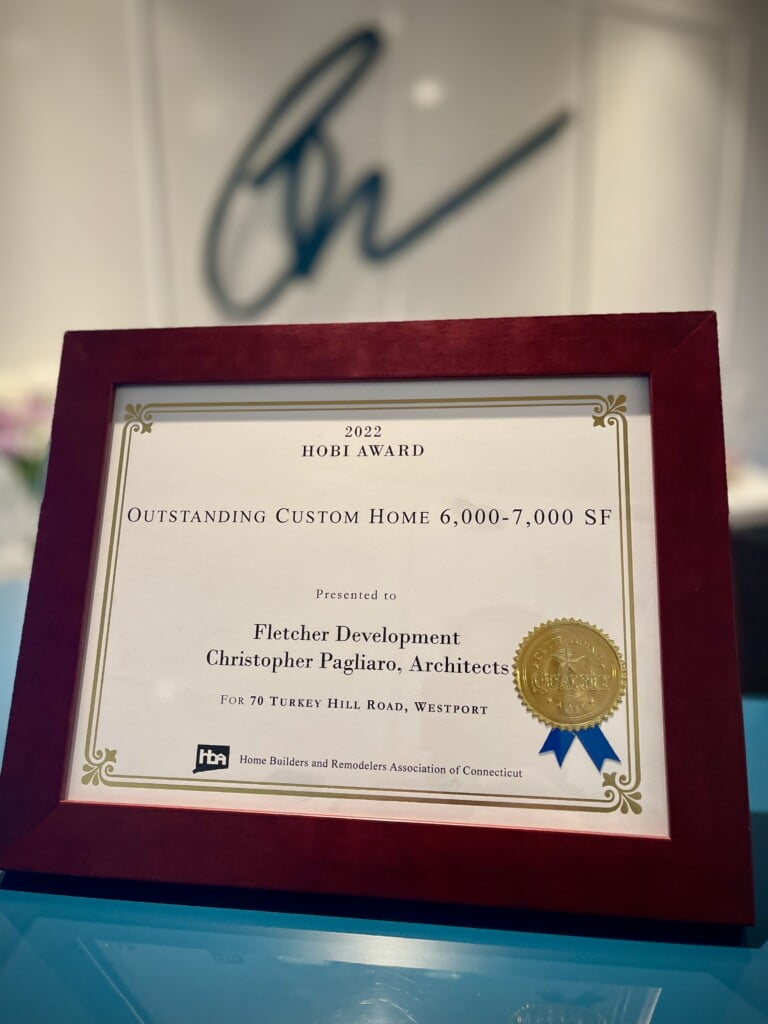 2022
HOBI AWARD
OUTSTANDING CUSTOM HOME 6,000-7,000 SF
Presented to
Fletcher Development
Christopher Pagliaro, Architects
FOR 70 TURKEY HILL ROAD, WESTPORT
HBA
Home Builders and Remodelers Association of Connecticut